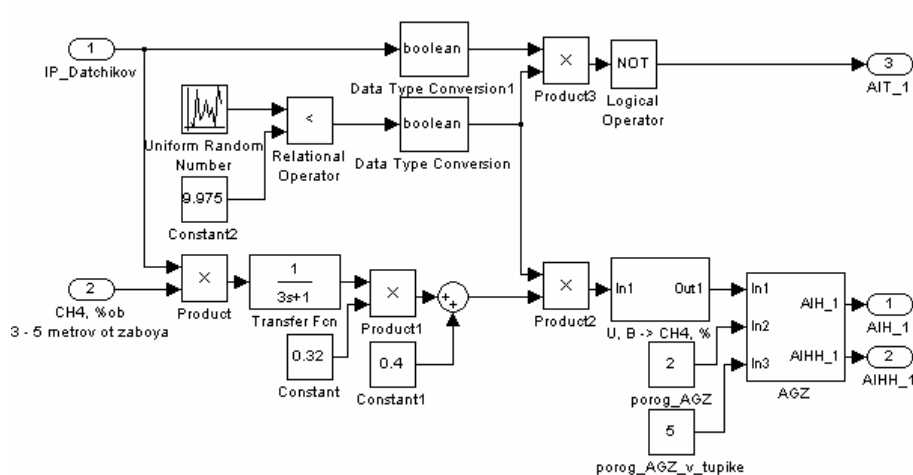 1
IP_Datchikov
boolean
Data Type Conversion1
×
Product3
NOT
Logical
Operator
3
AIT_1
Uniform Random
Number
<
Relational
Operator
boolean
Data Type Conversion
9.975
Constant2
2
CH4, %ob
3 - 5 metrov ot zaboya
×
Product
1
3s+1
Transfer Fcn
×
Product1
0.32
Constant
+
+
0.4
Constant1
×
Product2
In1
Out1
U, B -> CH4, %
2
porog_AGZ
5
porog_AGZ_v_tupike
In1
In2
In3
AIH_1
AIHH_1
AGZ
1
AIH_1
2
AIHH_1